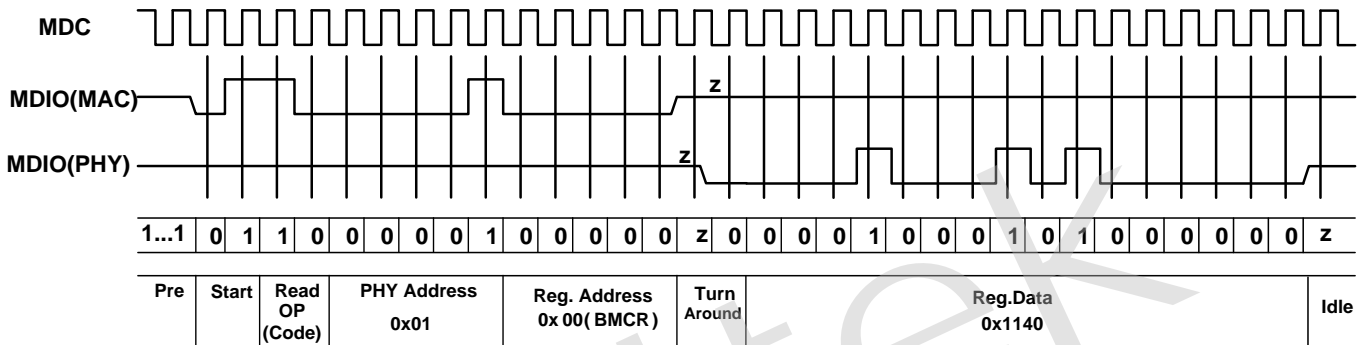 MDC
MDIO(MAC)
z
MDIO(PHY)
z
1...1 0 1 1 0 0 0 0 0 1 0 0 0 0 0 z 0 0 0 0 1 0 0 0 1 0 1 0 0 0 0 0 0 z
Pre Start Read OP (Code) PHY Address 0x01 Reg. Address 0x 00( BMCR ) Turn Around Reg.Data 0x1140 Idle